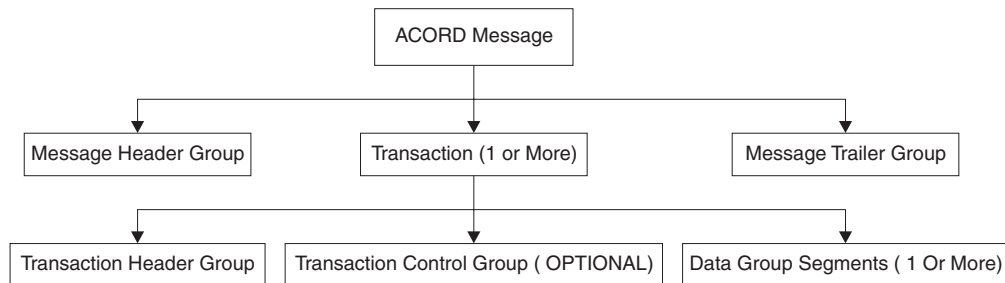 ACORD Message
Message Header Group
Transaction (1 or More)
Message Trailer Group
Transaction Header Group
Transaction Control Group ( OPTIONAL)
Data Group Segments ( 1 Or More)